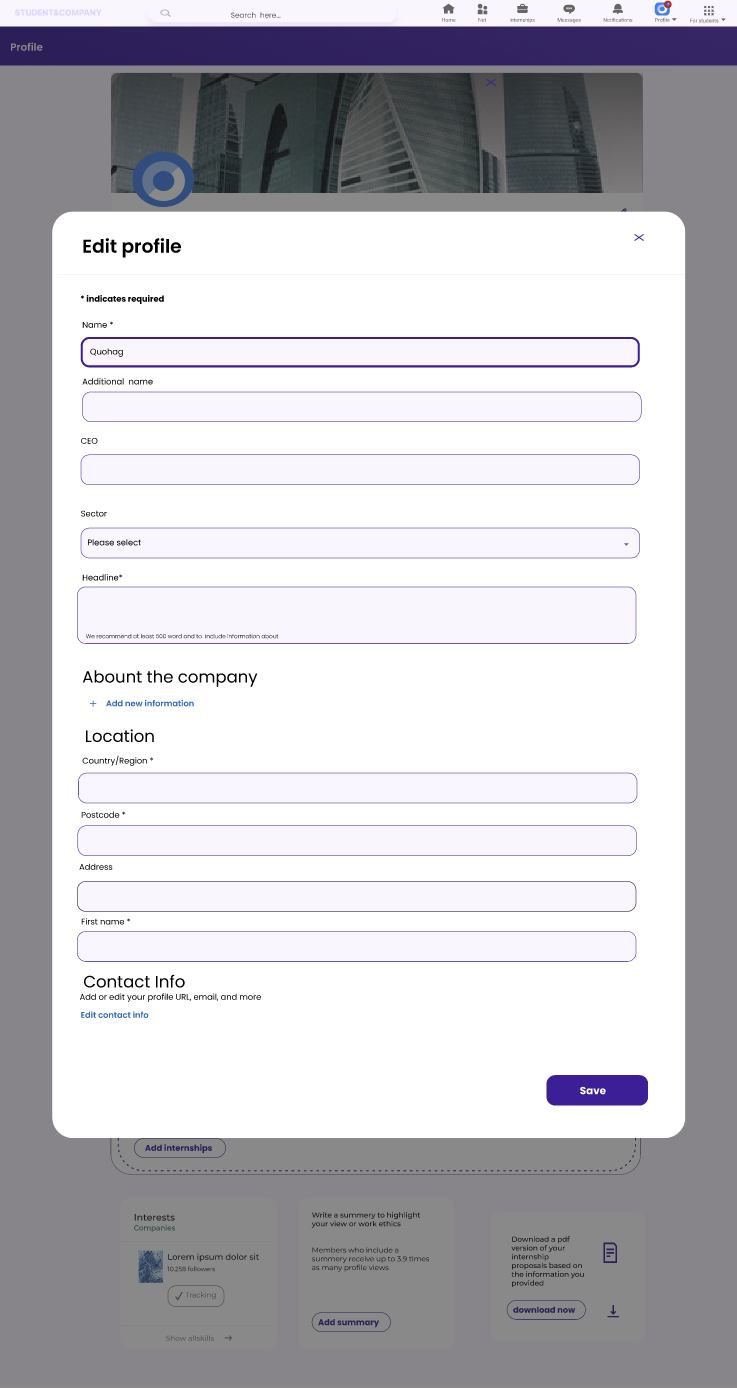 STUDENT&COMPANY
Search here...
Home
Net
Internships
Messages
Notifications
Profile
For students
Profile
Edit profile
* indicates required
Name *
Quohag
Additional name
CEO
Sector
Please select
Headline*
We recommend at least 500 word and to include information about
Abount the company
+ Add new information
Location
Country/Region *
Postcode *
Address
First name *
Contact Info
Add or edit your profile URL, email, and more
Edit contact info
Save
Add internships
Interests
Companies
Lorem ipsum dolor sit
10.258 followers
Tracking
Show allskills
Write a summery to highlight
your view or work ethics
Members who include a
summery receive up to 3.9 times
as many profile views
Add summary
Download a pdf
version of your
internship
proposals based on
the information you
provided
download now